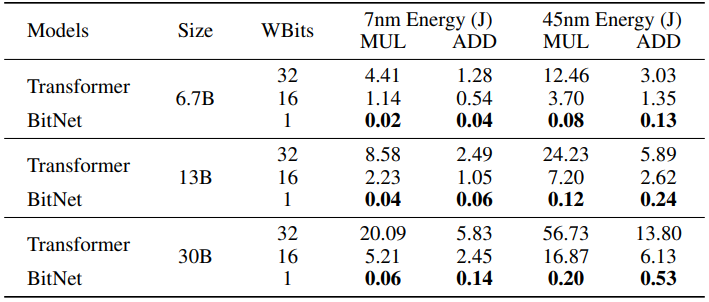 Models Size WBits 7nm Energy (J) 45nm Energy (J)
MUL ADD MUL ADD
Transformer 6.7B 32 4.41 1.28 12.46 3.03
16 1.14 0.54 3.70 1.35
BitNet 1 0.02 0.04 0.08 0.13
Transformer 13B 32 8.58 2.49 24.23 5.89
16 2.23 1.05 7.20 2.62
BitNet 1 0.04 0.06 0.12 0.24
Transformer 30B 32 20.09 5.83 56.73 13.80
16 5.21 2.45 16.87 6.13
BitNet 1 0.06 0.14 0.20 0.53